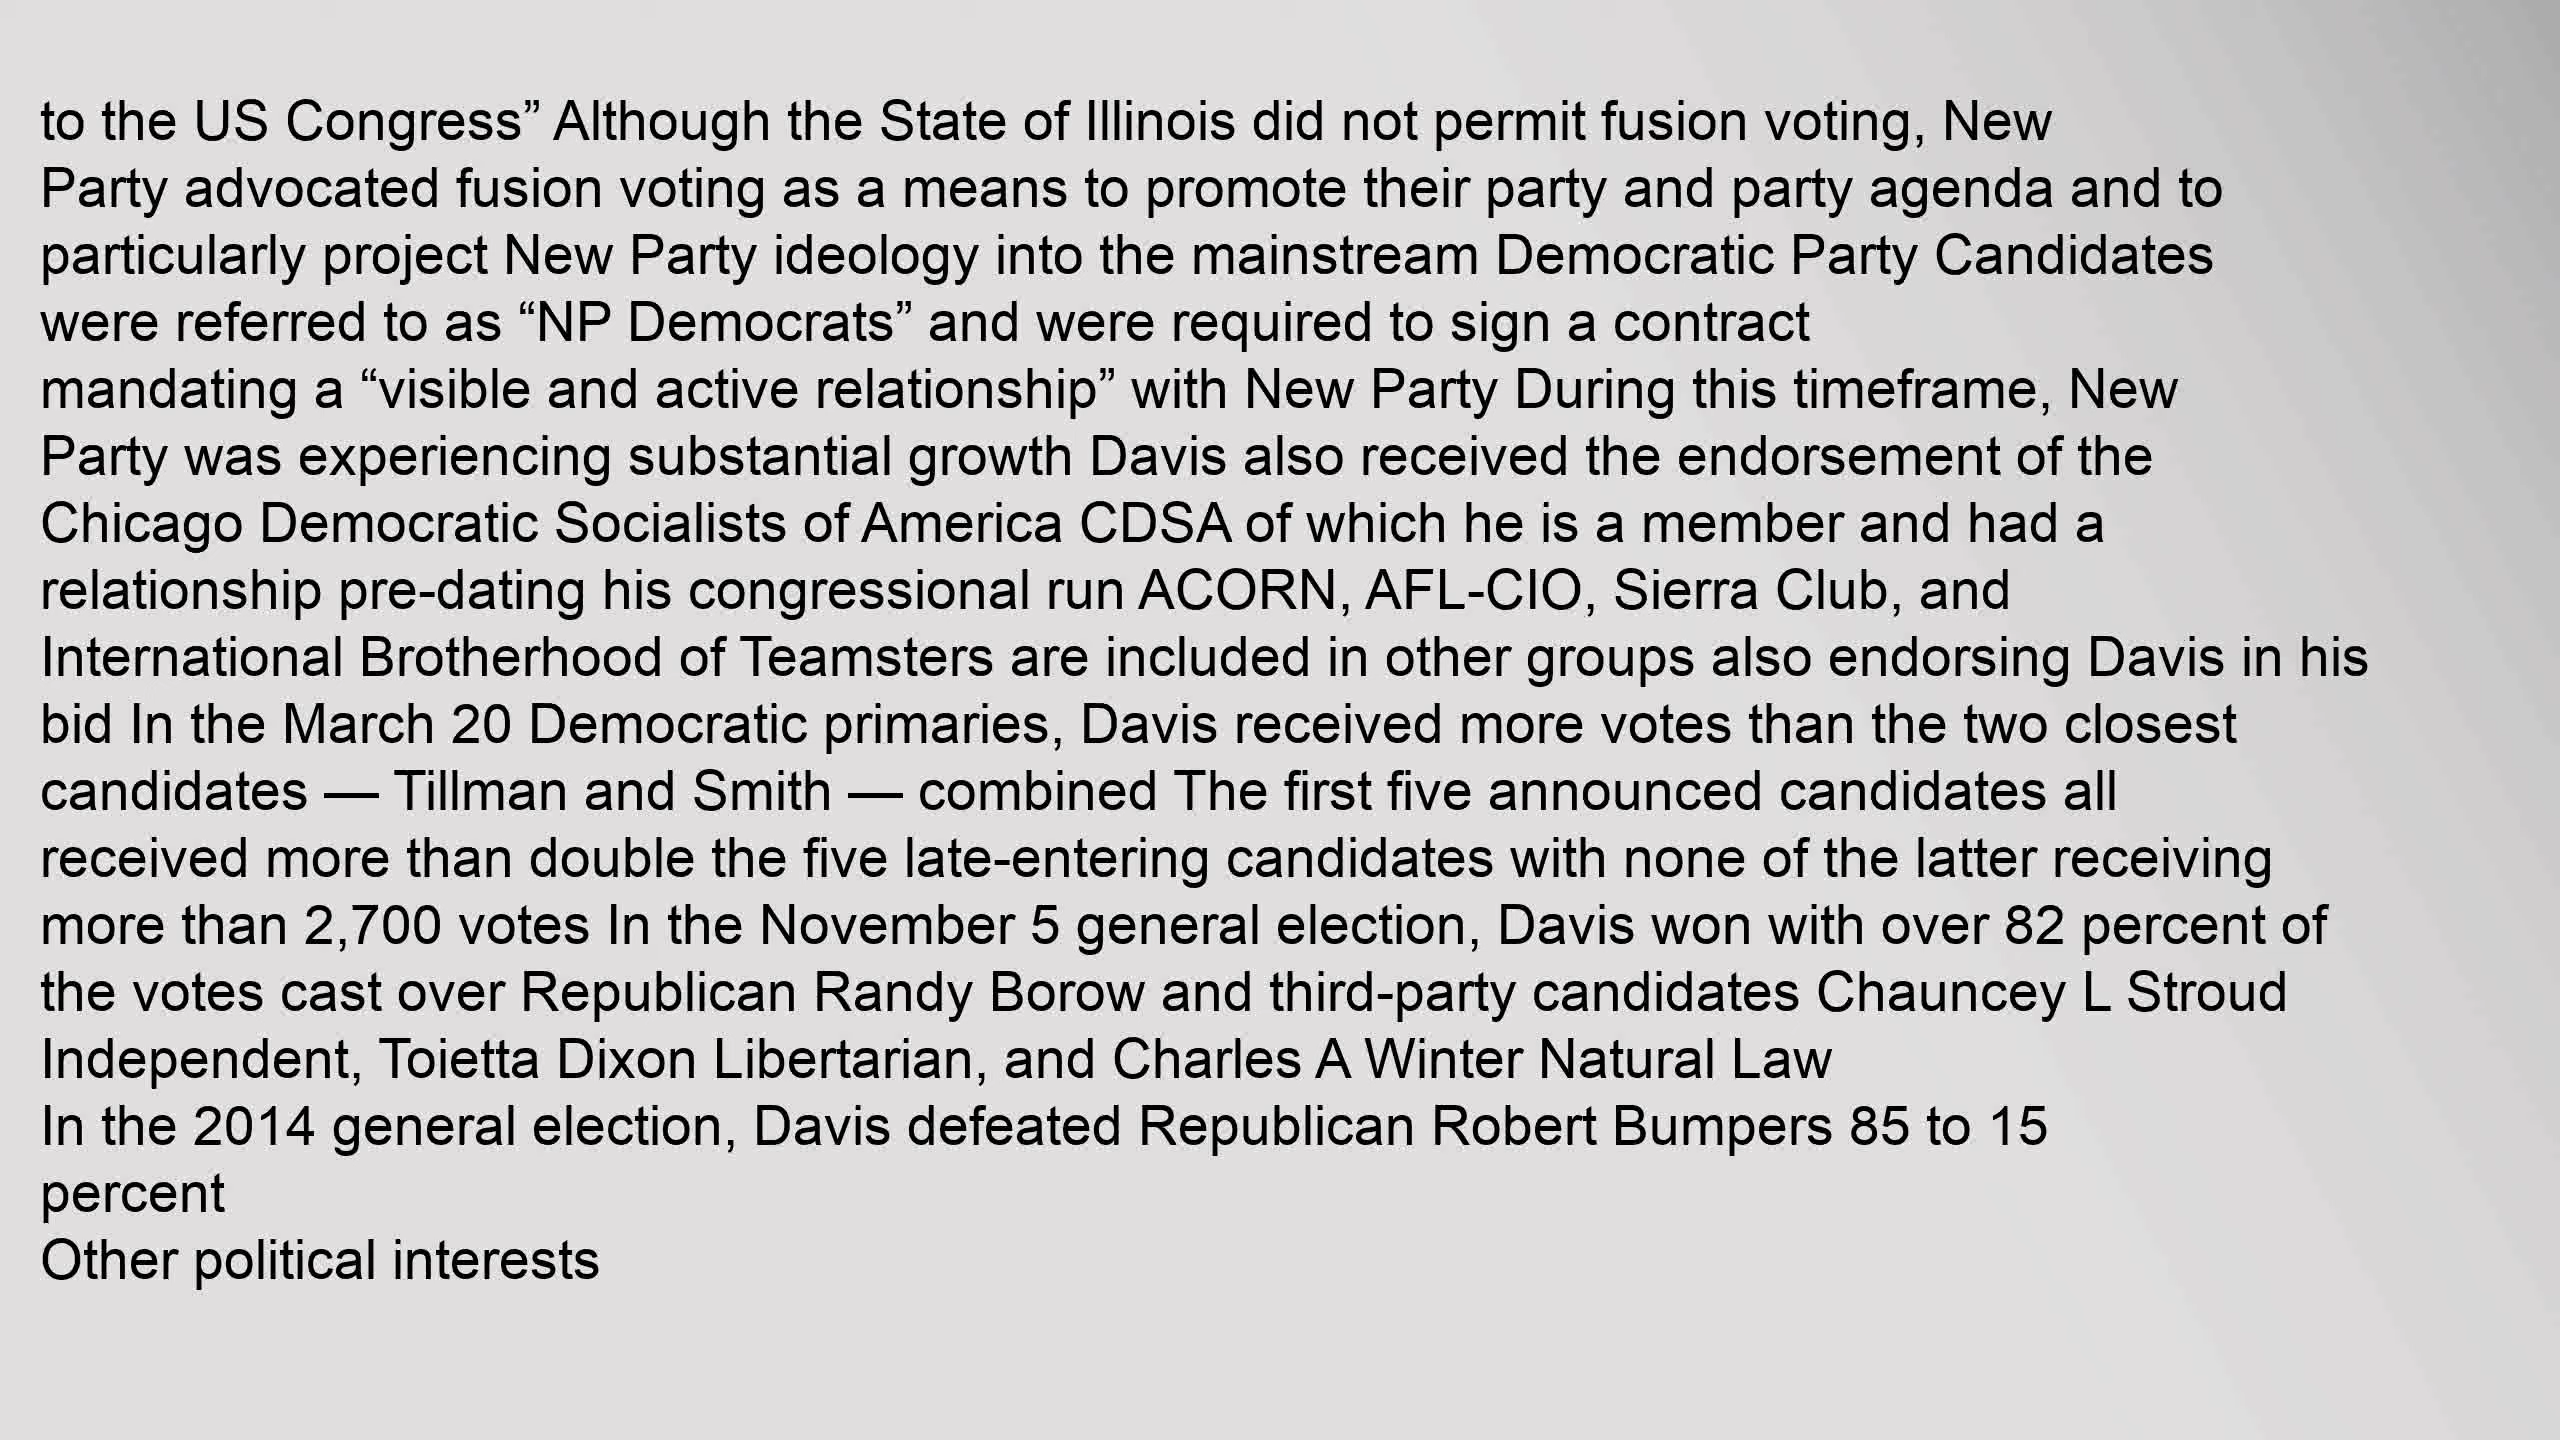 to the US Congress” Although the State of Illinois did not permit fusion voting, New
Party advocated fusion voting as a means to promote their party and party agenda and to
particularly project New Party ideology into the mainstream Democratic Party Candidates
were referred to as “NP Democrats” and were required to sign a contract
mandating a “visible and active relationship” with New Party During this timeframe, New
Party was experiencing substantial growth Davis also received the endorsement of the
Chicago Democratic Socialists of America CDSA of which he is a member and had a
relationship pre-dating his congressional run ACORN, AFL-CIO, Sierra Club, and
International Brotherhood of Teamsters are included in other groups also endorsing Davis in his
bid In the March 20 Democratic primaries, Davis received more votes than the two closest
candidates — Tillman and Smith — combined The first five announced candidates all
received more than double the five late-entering candidates with none of the latter receiving
more than 2,700 votes In the November 5 general election, Davis won with over 82 percent of
the votes cast over Republican Randy Borow and third-party candidates Chauncey L Stroud
Independent, Toietta Dixon Libertarian, and Charles A Winter Natural Law
In the 2014 general election, Davis defeated Republican Robert Bumpers 85 to 15
percent
Other political interests